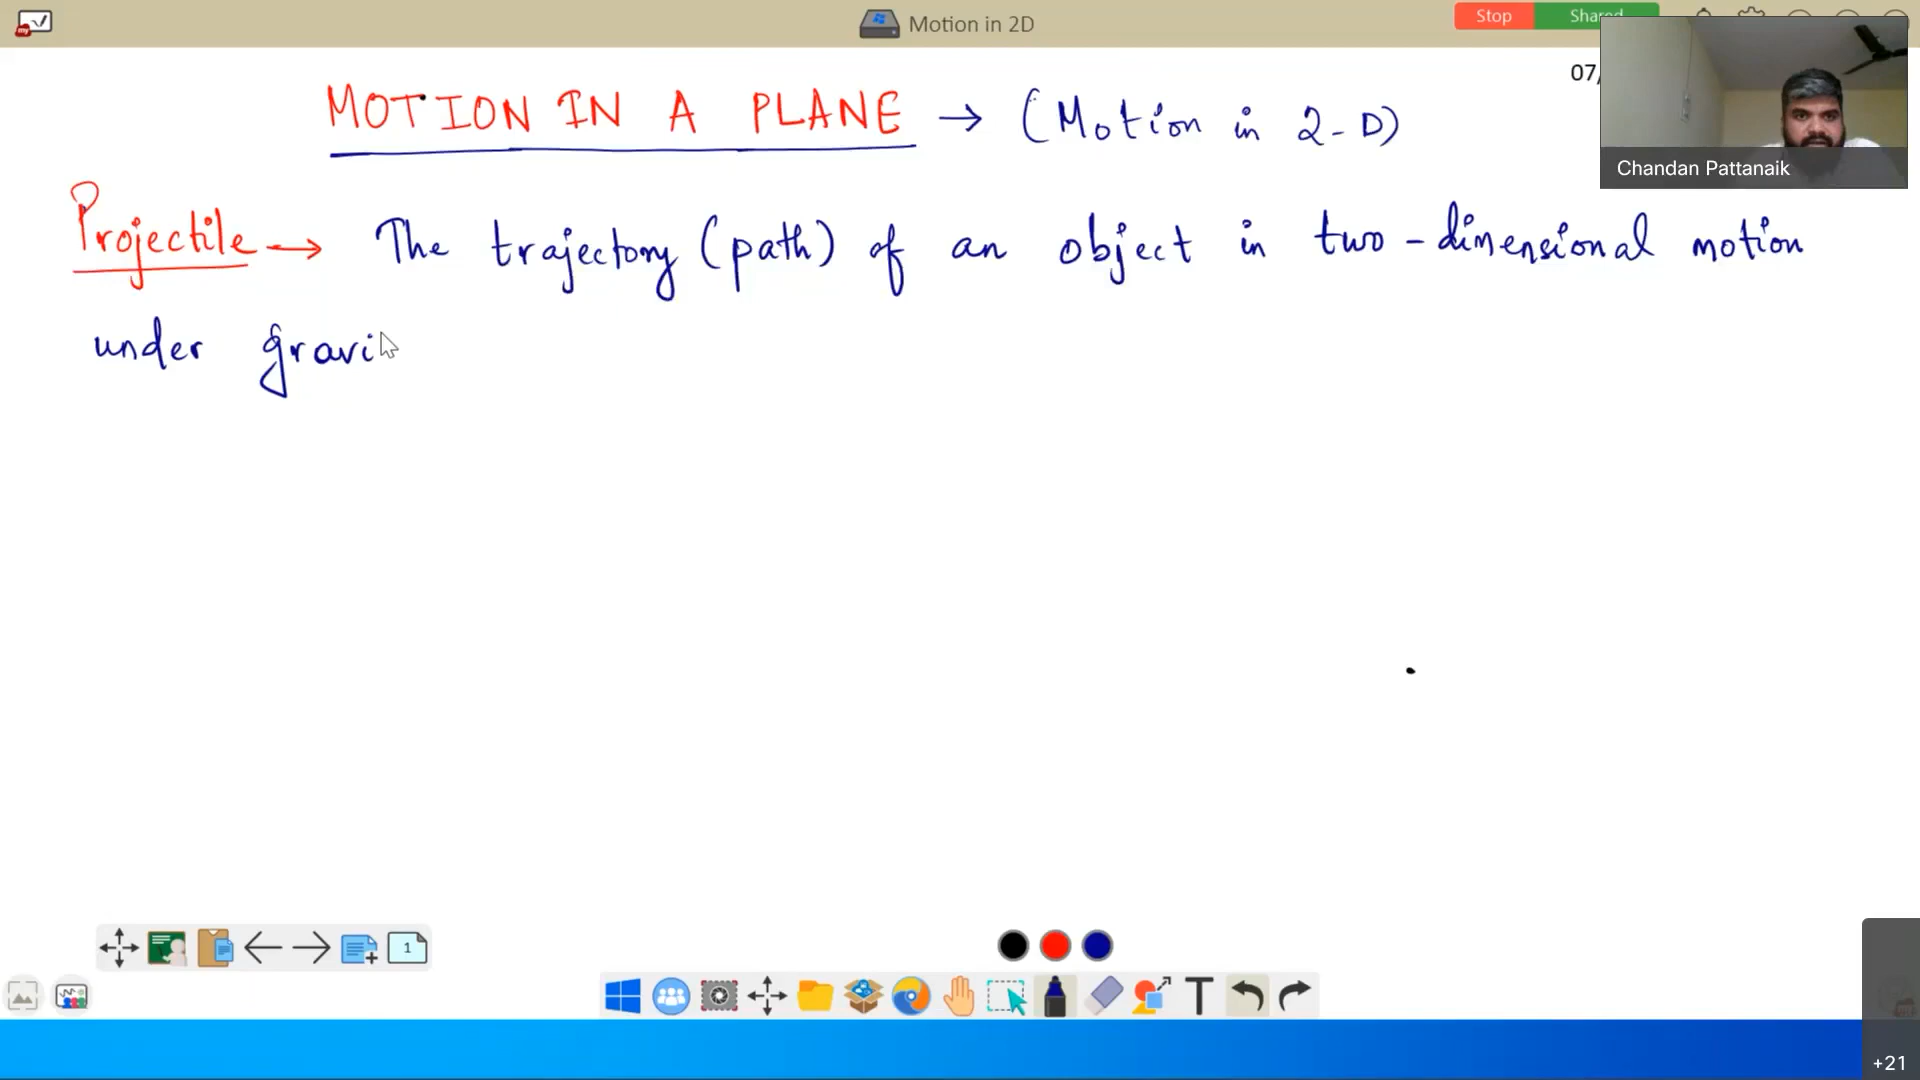 Motion in 2D
Stop
Shared
07/
MOTION IN A PLANE → (Motion in 2-D)
Chandan Pattanaik
Projectile → The trajectory (path) of an object in two-dimensional motion
under gravi
1
+21